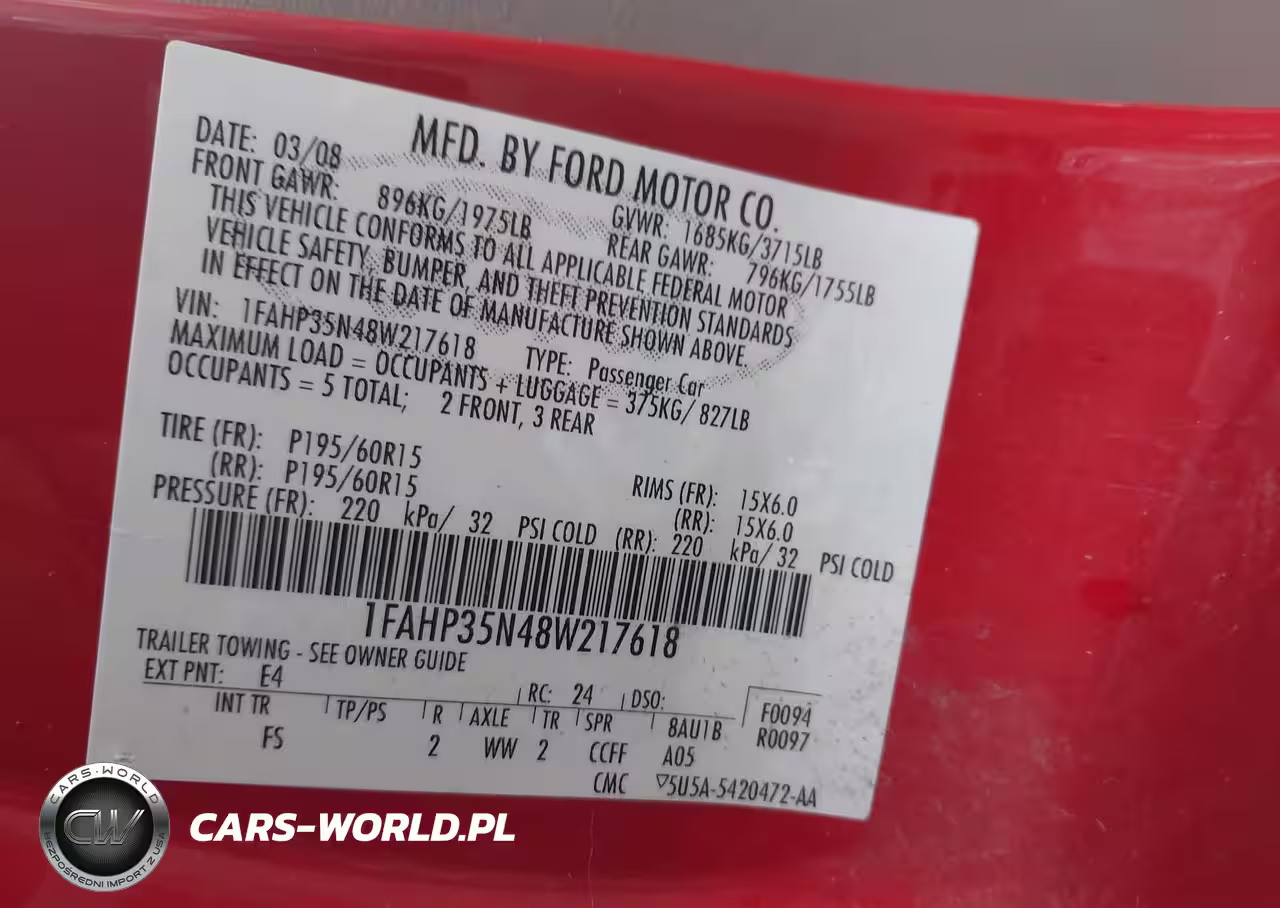 MFD. BY FORD MOTOR CO.
DATE: 03/08 GVWR: 1685KG/3715LB
FRONT GAWR: 896KG/1975LB REAR GAWR: 796KG/1755LB
THIS VEHICLE CONFORMS TO ALL APPLICABLE FEDERAL MOTOR
VEHICLE SAFETY, BUMPER, AND THEFT PREVENTION STANDARDS
IN EFFECT ON THE DATE OF MANUFACTURE SHOWN ABOVE.
VIN: 1FAHP35N48W217618 TYPE: Passenger Car
MAXIMUM LOAD = OCCUPANTS + LUGGAGE = 375KG/ 827LB
OCCUPANTS = 5 TOTAL; 2 FRONT, 3 REAR
TIRE (FR): P195/60R15 RIMS (FR): 15X6.0
(RR): P195/60R15 (RR): 15X6.0
PRESSURE (FR): 220 kPa/ 32 PSI COLD (RR): 220 kPa/ 32 PSI COLD
1FAHP35N48W217618
TRAILER TOWING - SEE OWNER GUIDE
EXT PNT: E4 RC: 24 DSO: F0094
INT TR TP/PS R AXLE TR SPR 8AU1B R0097
FS 2 WW 2 CCFF A05
CMC ▽5U5A-5420472-AA
CARS-WORLD
CW
BEZPOŚREDNI IMPORT Z USA
CARS-WORLD.PL